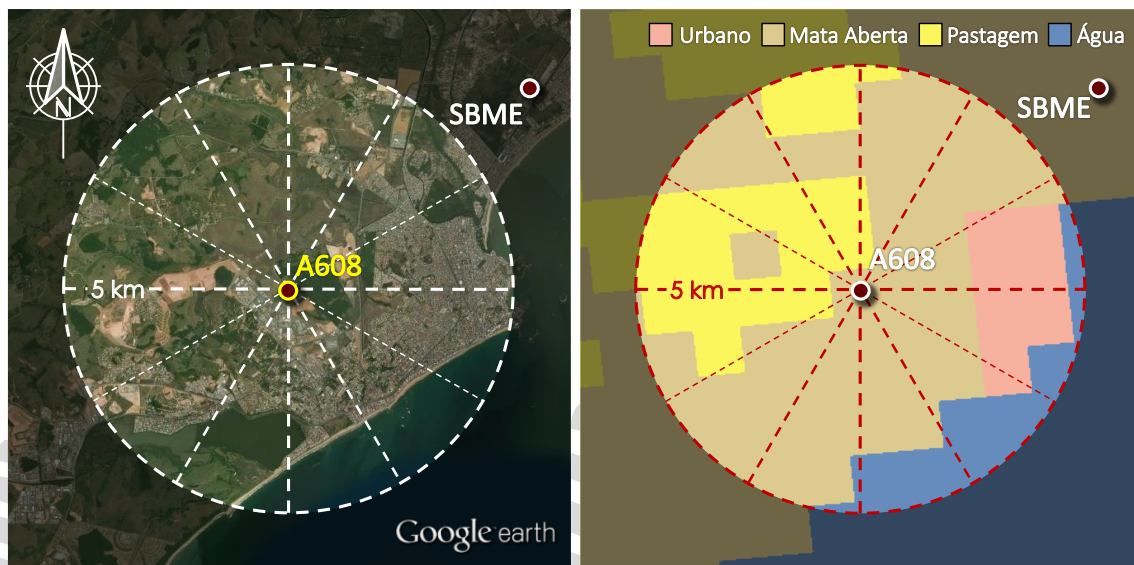 N
SBME
A608
5 km
Google earth
Urbano
Mata Aberta
Pastagem
Água
SBME
A608
5 km